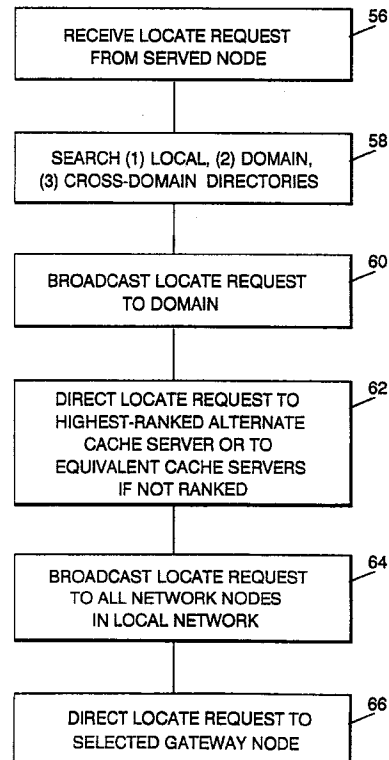 56
RECEIVE LOCATE REQUEST
FROM SERVED NODE
58
SEARCH (1) LOCAL, (2) DOMAIN,
(3) CROSS-DOMAIN DIRECTORIES
60
BROADCAST LOCATE REQUEST
TO DOMAIN
62
DIRECT LOCATE REQUEST TO
HIGHEST-RANKED ALTERNATE
CACHE SERVER OR TO
EQUIVALENT CACHE SERVERS
IF NOT RANKED
64
BROADCAST LOCATE REQUEST
TO ALL NETWORK NODES
IN LOCAL NETWORK
66
DIRECT LOCATE REQUEST TO
SELECTED GATEWAY NODE